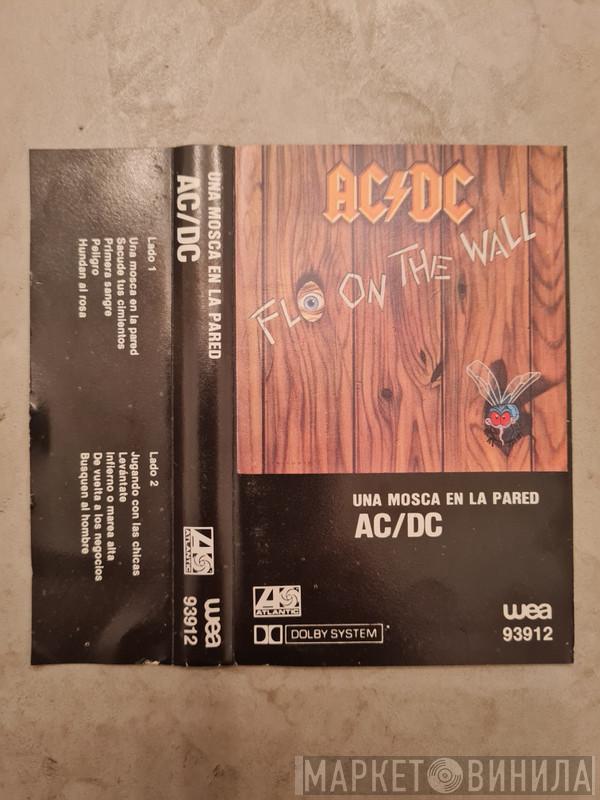 Lado 1
Una mosca en la pared
Sacude tus cimientos
Primera sangre
Peligro
Hundan al rosa
Lado 2
Jugando con las chicas
Levántate
Infierno o marea alta
De vuelta a los negocios
Busquen al hombre
UNA MOSCA EN LA PARED
AC/DC
ATLANTIC
wea
93912
AC DC
FL ON THE WALL
UNA MOSCA EN LA PARED
AC/DC
ATLANTIC
DOLBY SYSTEM
wea
93912
МАРКЕТ ВИНИЛА